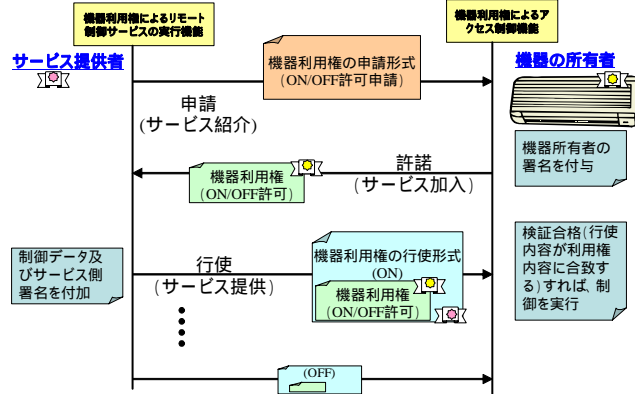 機器利用権によるリモート
制御サービスの実行機能
機器利用権によるア
クセス制御機能
サービス提供者
機器の所有者
機器利用権の申請形式
(ON/OFF許可申請)
申請
(サービス紹介)
機器所有者の
署名を付与
許諾
(サービス加入)
機器利用権
(ON/OFF許可)
制御データ及
びサービス側
署名を付加
行使
(サービス提供)
機器利用権の行使形式
(ON)
機器利用権
(ON/OFF許可)
検証合格(行使
内容が利用権
内容に合致す
る)すれば、制
御を実行
(OFF)